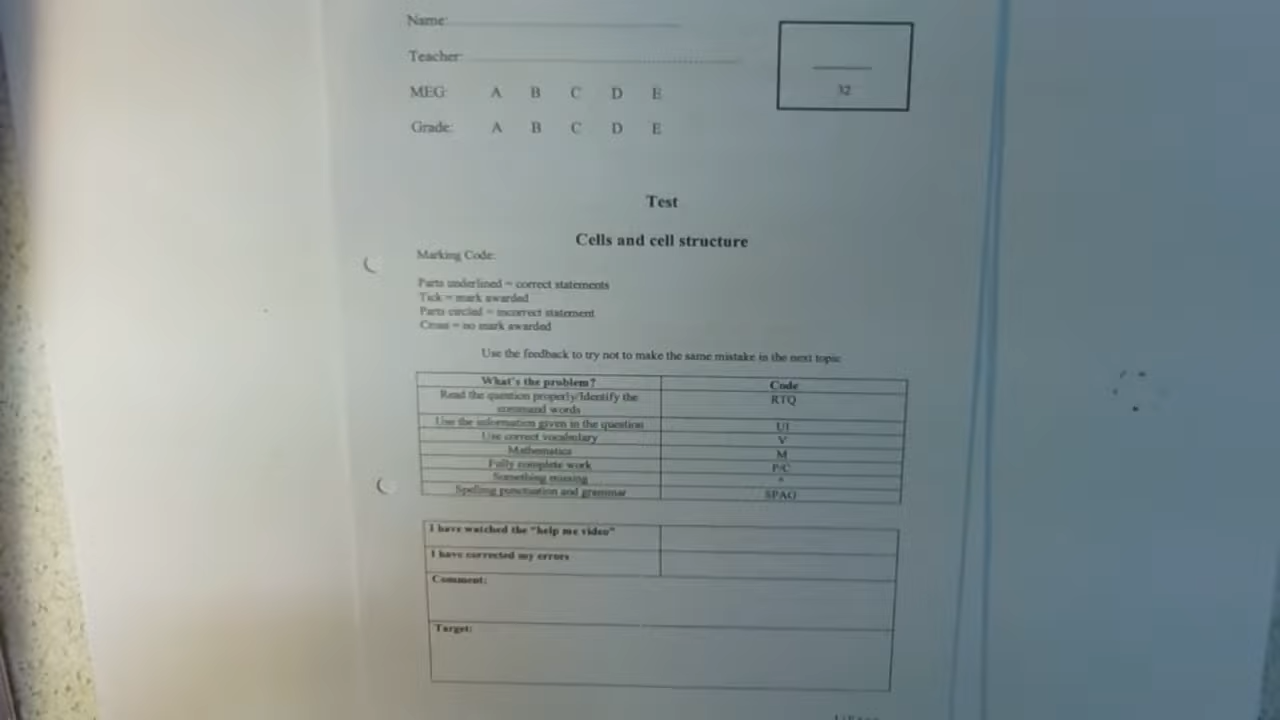 Name:
Teacher:
MEG: A B C D E
Grade: A B C D E
32
Test
Cells and cell structure
Marking Code:
Parts underlined = correct statements
Tick = mark awarded
Parts circled = incorrect statement
Cross = no mark awarded
Use the feedback to try not to make the same mistake in the next topic
What's the problem? Code
Read the question properly/Identify the command words RTQ
Use the information given in the question UI
Use correct vocabulary V
Mathematics M
Fully complete work F/C
Something missing ^
Spelling punctuation and grammar SPAG
I have watched the "help me video"
I have corrected my errors
Comment:
Target: